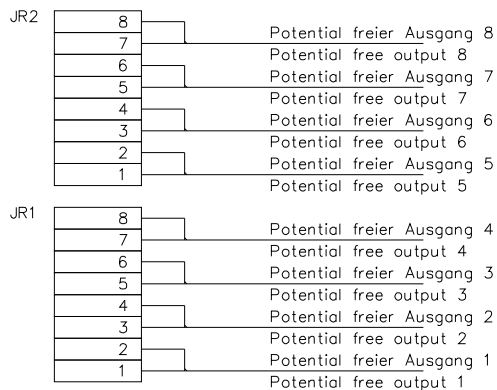 JR2
8
Potential freier Ausgang 8
7
Potential free output 8
6
Potential freier Ausgang 7
5
Potential free output 7
4
Potential freier Ausgang 6
3
Potential free output 6
2
Potential freier Ausgang 5
1
Potential free output 5
JR1
8
Potential freier Ausgang 4
7
Potential free output 4
6
Potential freier Ausgang 3
5
Potential free output 3
4
Potential freier Ausgang 2
3
Potential free output 2
2
Potential freier Ausgang 1
1
Potential free output 1